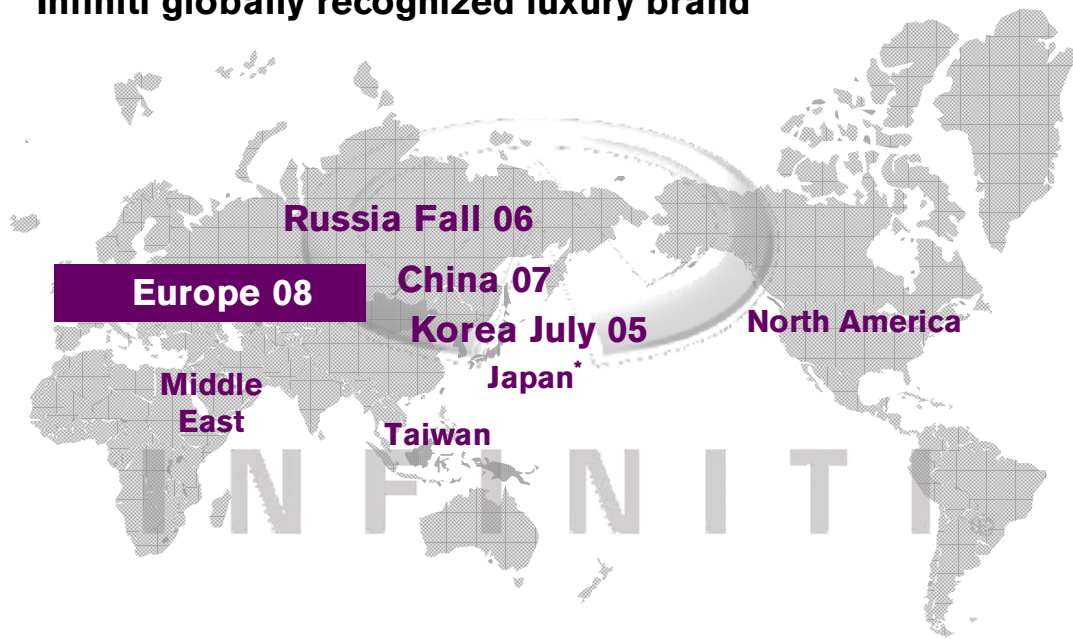 Infiniti globally recognized luxury brand
Russia Fall 06
China 07
Europe 08
Korea July 05
North America
Japan*
Middle
East
Taiwan
INFINITI